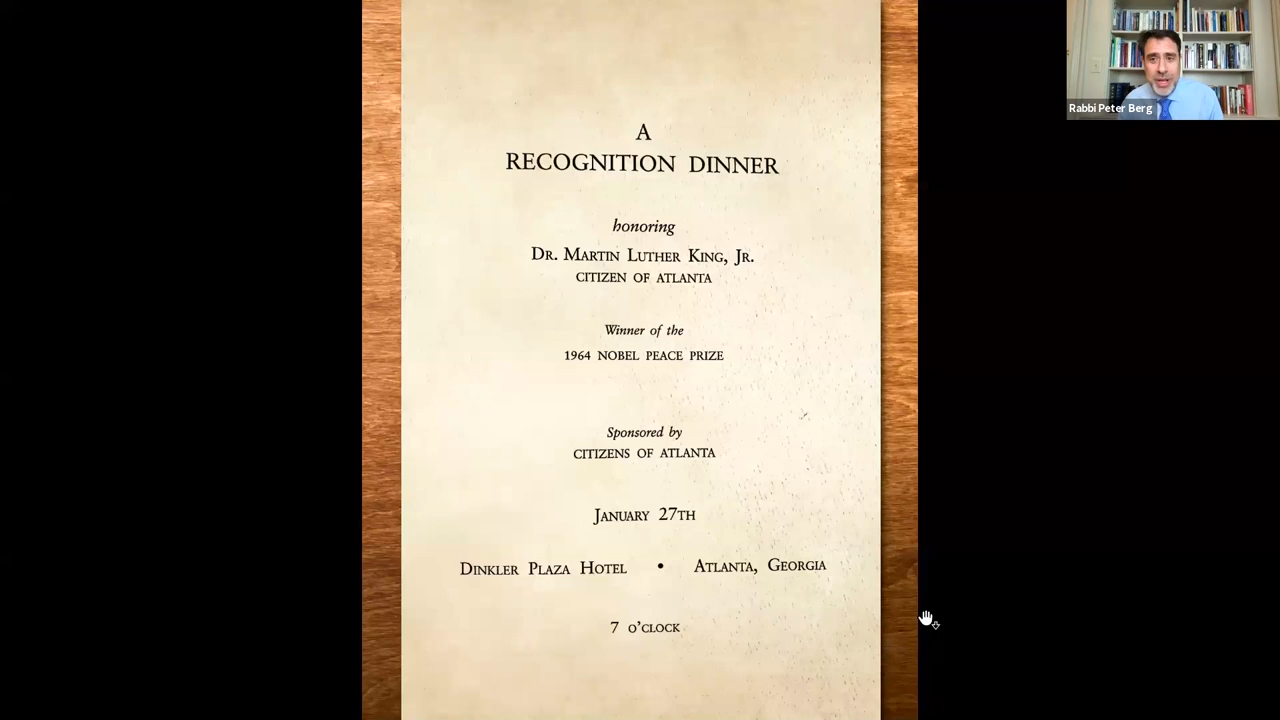 A
RECOGNITION DINNER
honoring
DR. MARTIN LUTHER KING, JR.
CITIZEN OF ATLANTA
Winner of the
1964 NOBEL PEACE PRIZE
Sponsored by
CITIZENS OF ATLANTA
JANUARY 27TH
DINKLER PLAZA HOTEL • ATLANTA, GEORGIA
7 O'CLOCK
Rabbi Peter Berg